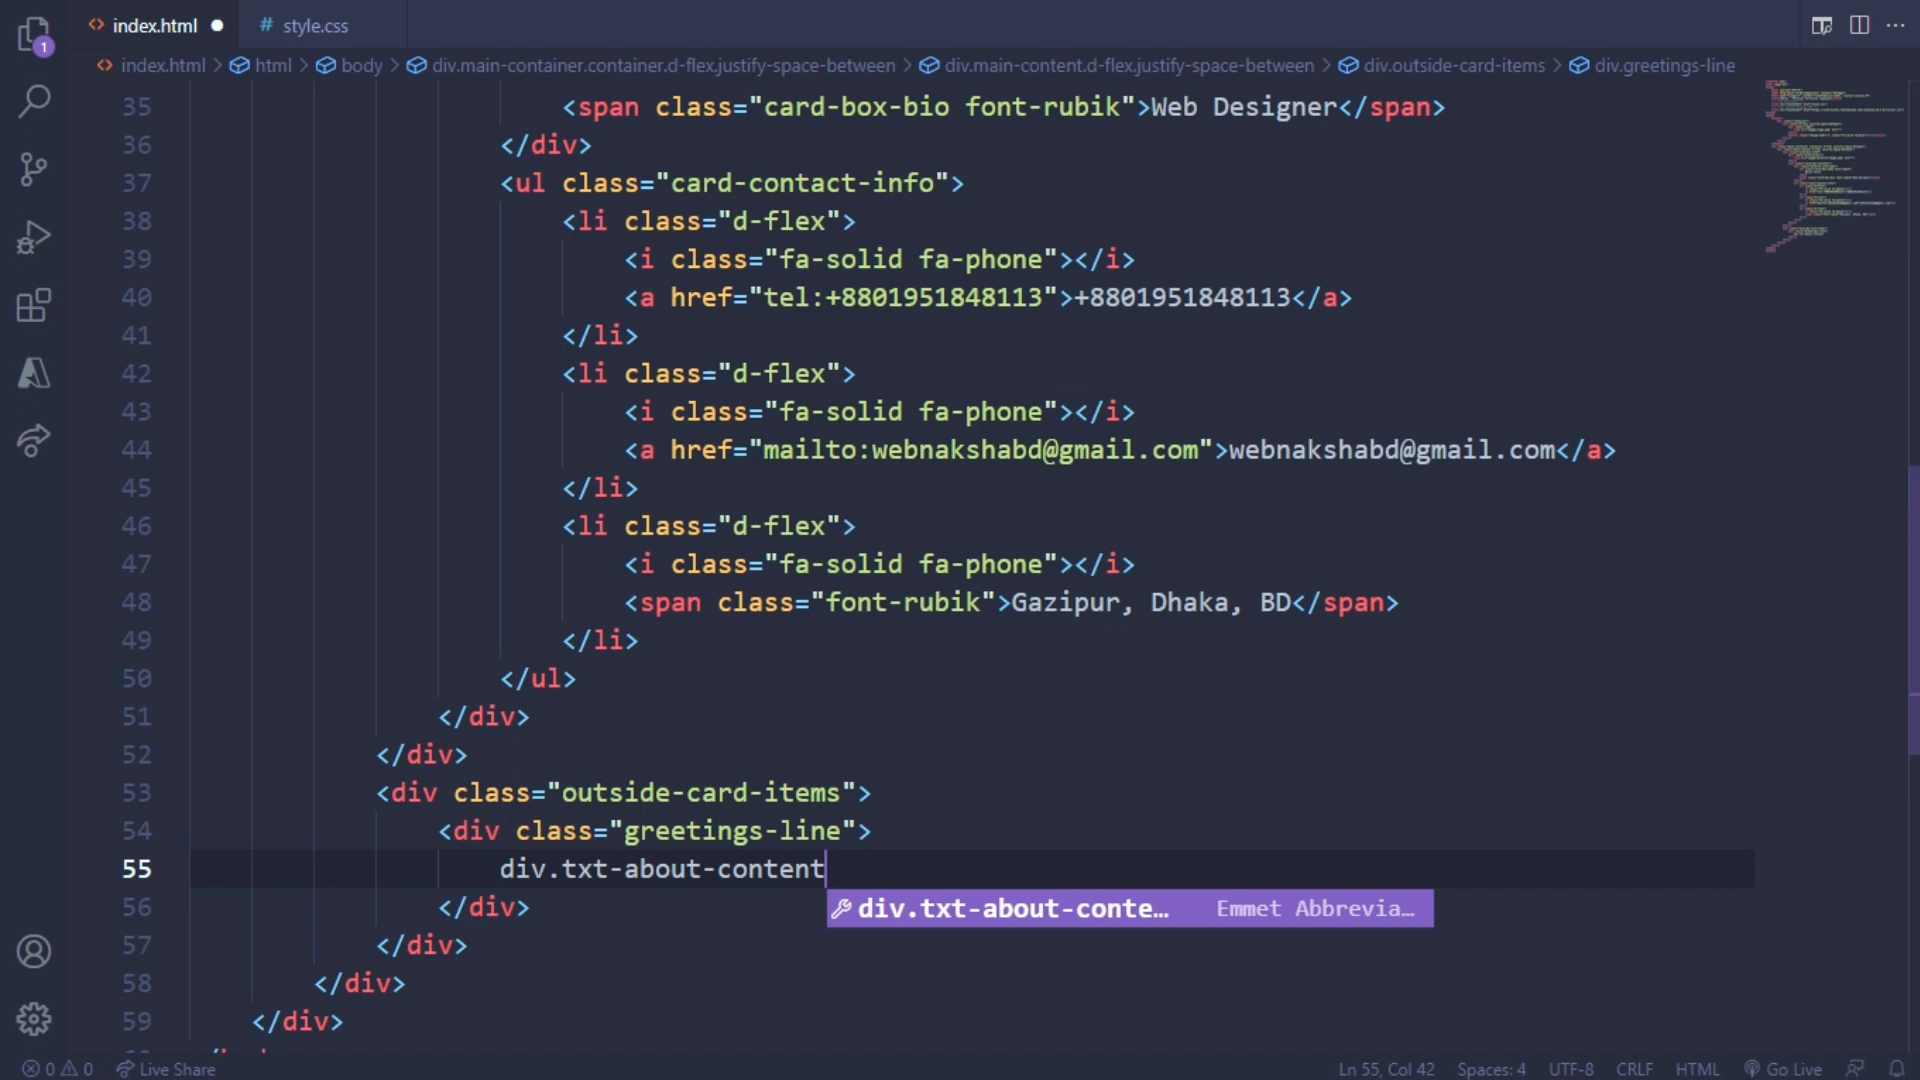 index.html
# style.css
1
index.html > html > body > div.main-container.container.d-flex.justify-space-between > div.main-content.d-flex.justify-space-between > div.outside-card-items > div.greetings-line
35 <span class="card-box-bio font-rubik">Web Designer</span>
36 </div>
37 <ul class="card-contact-info">
38 <li class="d-flex">
39 <i class="fa-solid fa-phone"></i>
40 <a href="tel:+8801951848113">+8801951848113</a>
41 </li>
42 <li class="d-flex">
43 <i class="fa-solid fa-phone"></i>
44 <a href="mailto:webnakshabd@gmail.com">webnakshabd@gmail.com</a>
45 </li>
46 <li class="d-flex">
47 <i class="fa-solid fa-phone"></i>
48 <span class="font-rubik">Gazipur, Dhaka, BD</span>
49 </li>
50 </ul>
51 </div>
52 </div>
53 <div class="outside-card-items">
54 <div class="greetings-line">
55 div.txt-about-content
56 </div>
div.txt-about-conte… Emmet Abbrevia…
57 </div>
58 </div>
59 </div>
0 0 Live Share Ln 55, Col 42 Spaces: 4 UTF-8 CRLF HTML Go Live